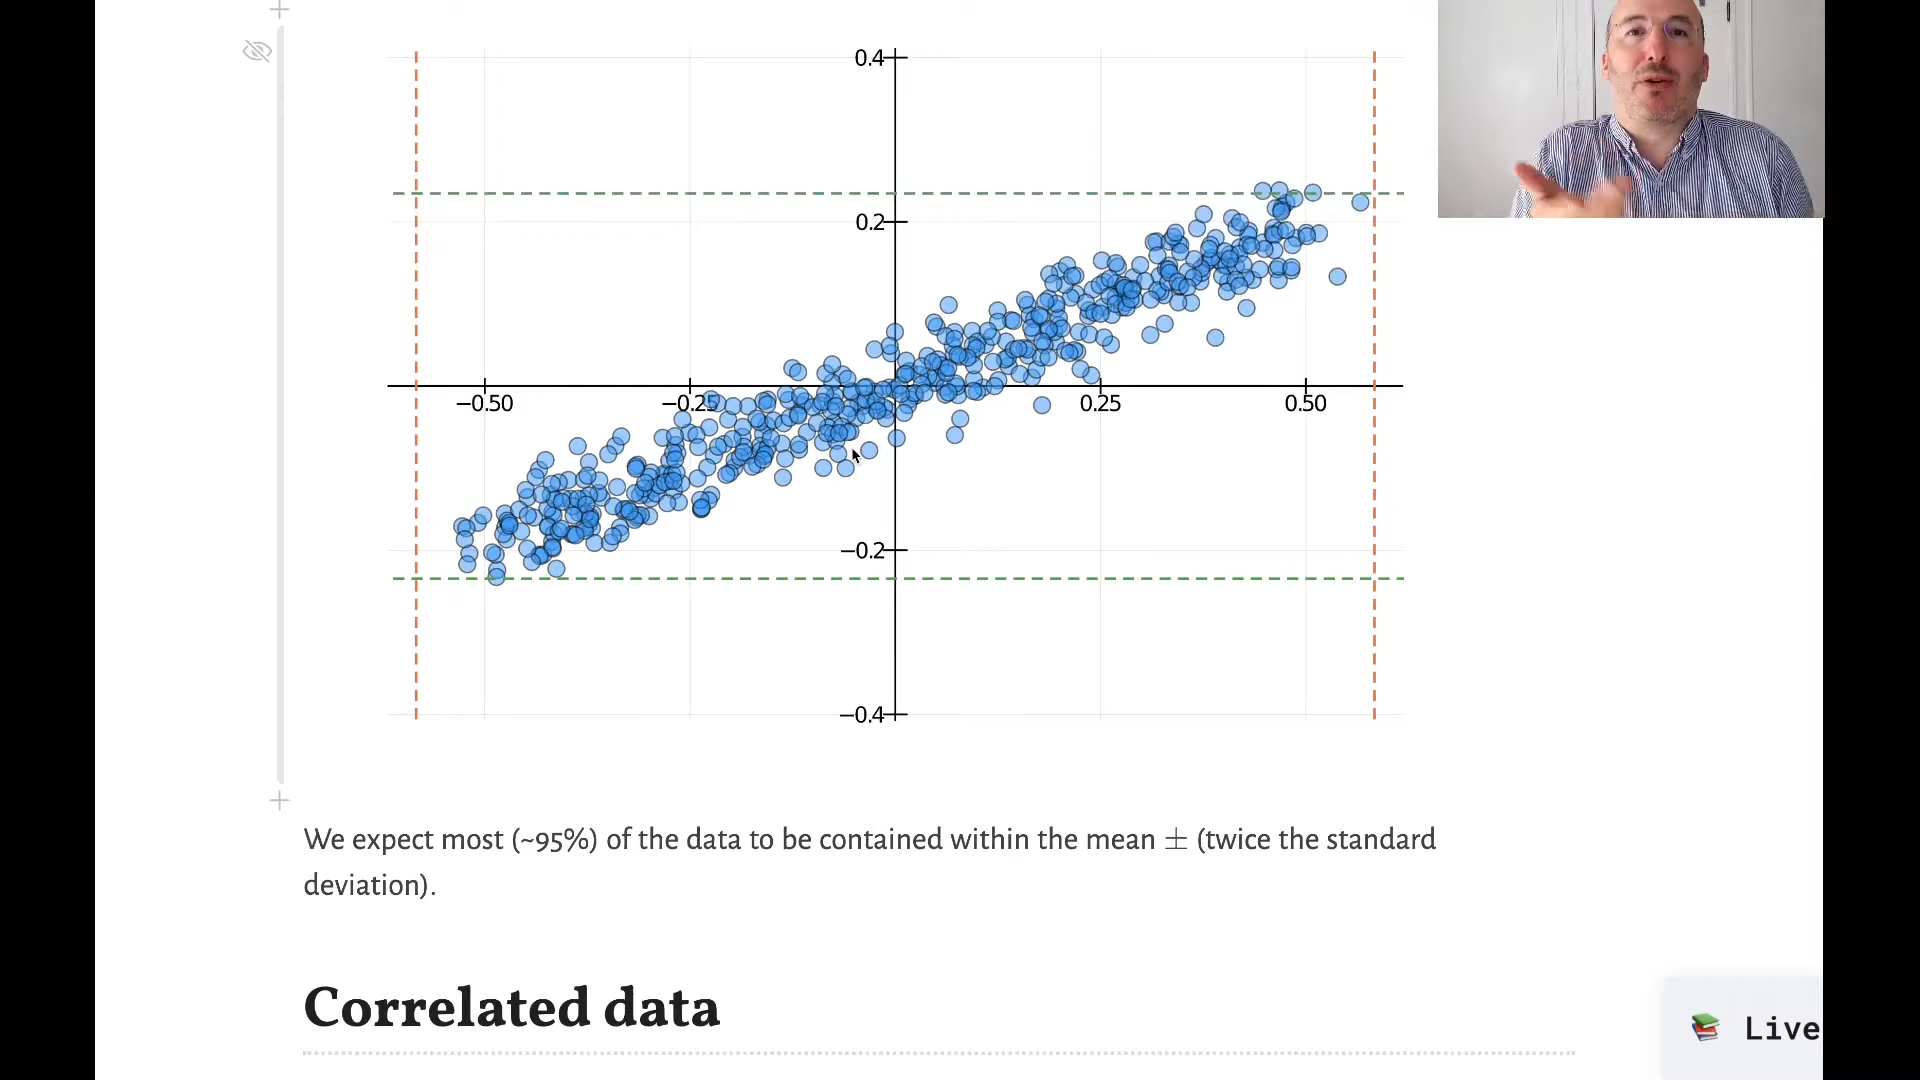 0.4
0.2
−0.50
−0.25
0.25
0.50
−0.2
−0.4
We expect most (~95%) of the data to be contained within the mean ± (twice the standard
deviation).
Correlated data
Live